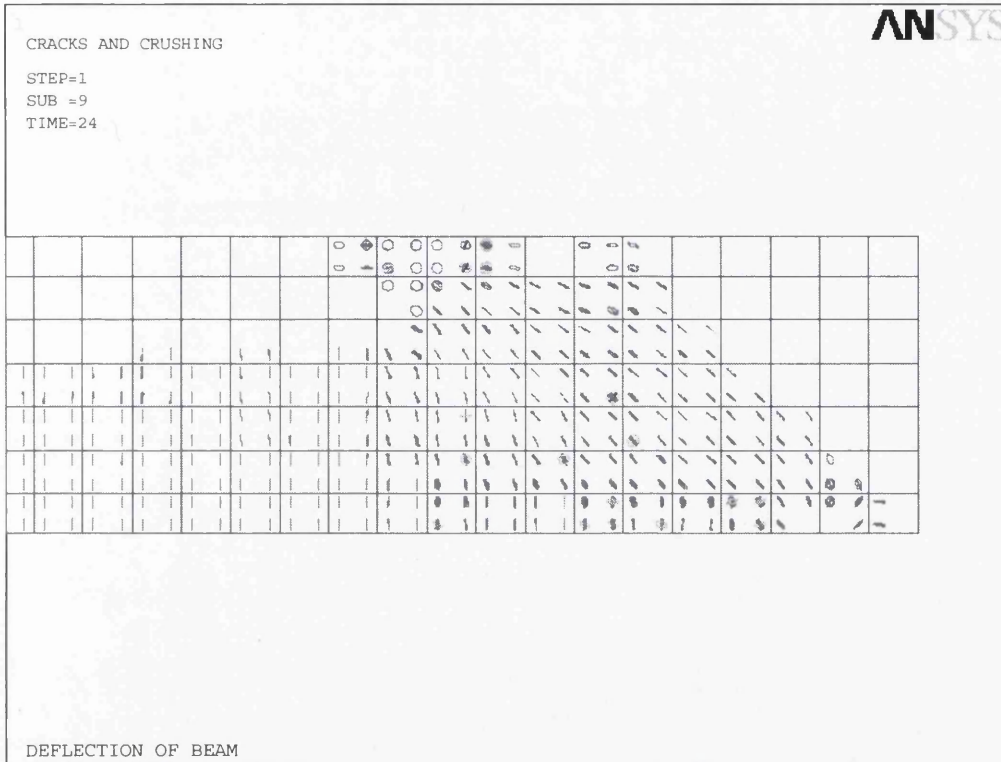 ANSYS
CRACKS AND CRUSHING
STEP=1
SUB =9
TIME=24
DEFLECTION OF BEAM